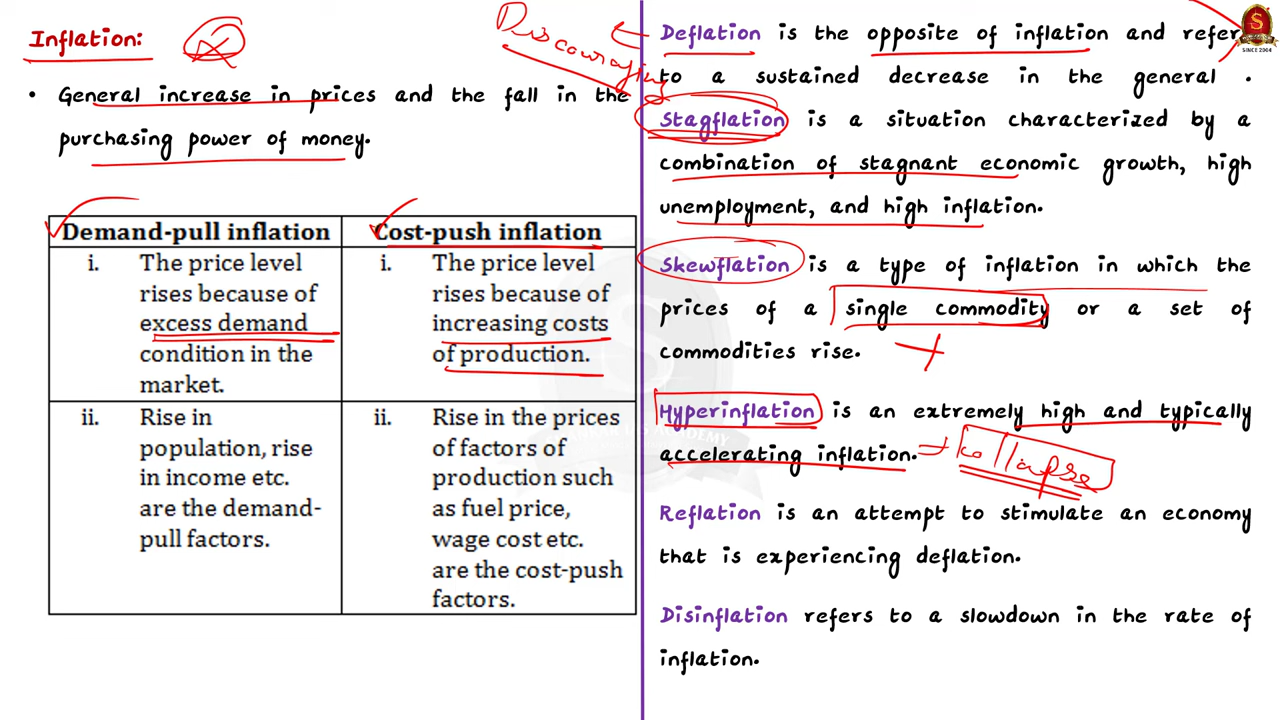 Inflation:
• General increase in prices and the fall in the
purchasing power of money.
Demand-pull inflation
i. The price level
rises because of
excess demand
condition in the
market.
ii. Rise in
population, rise
in income etc.
are the demand-
pull factors.
Cost-push inflation
i. The price level
rises because of
increasing costs
of production.
ii. Rise in the prices
of factors of
production such
as fuel price,
wage cost etc.
are the cost-push
factors.
Discouraging
Deflation is the opposite of inflation and refer
to a sustained decrease in the general .
Stagflation is a situation characterized by a
combination of stagnant economic growth, high
unemployment, and high inflation.
Skewflation is a type of inflation in which the
prices of a single commodity or a set of
commodities rise.
Hyperinflation is an extremely high and typically
accelerating inflation.
collapse
Reflation is an attempt to stimulate an economy
that is experiencing deflation.
Disinflation refers to a slowdown in the rate of
inflation.
SINCE 2004